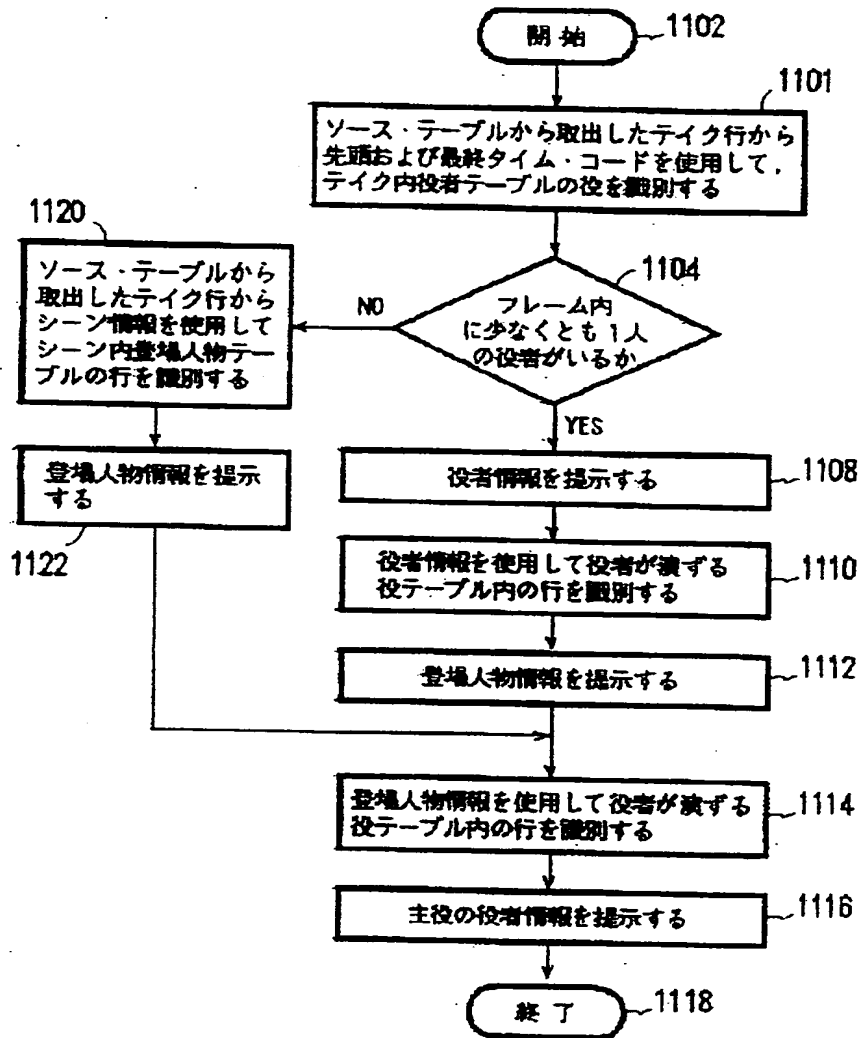 開始
1102
1101
ソース・テーブルから取出したテイク行から
先頭および最終タイム・コードを使用して，
テイク内役者テーブルの役を識別する
1104
フレーム内
に少なくとも1人
の役者がいるか
NO
YES
1120
ソース・テーブルから
取出したテイク行から
シーン情報を使用して
シーン内登場人物テー
ブルの行を識別する
登場人物情報を提示
する
1122
役者情報を提示する
1108
役者情報を使用して役者が演ずる
役テーブル内の行を識別する
1110
登場人物情報を提示する
1112
登場人物情報を使用して役者が演ずる
役テーブル内の行を識別する
1114
主役の役者情報を提示する
1116
終了
1118